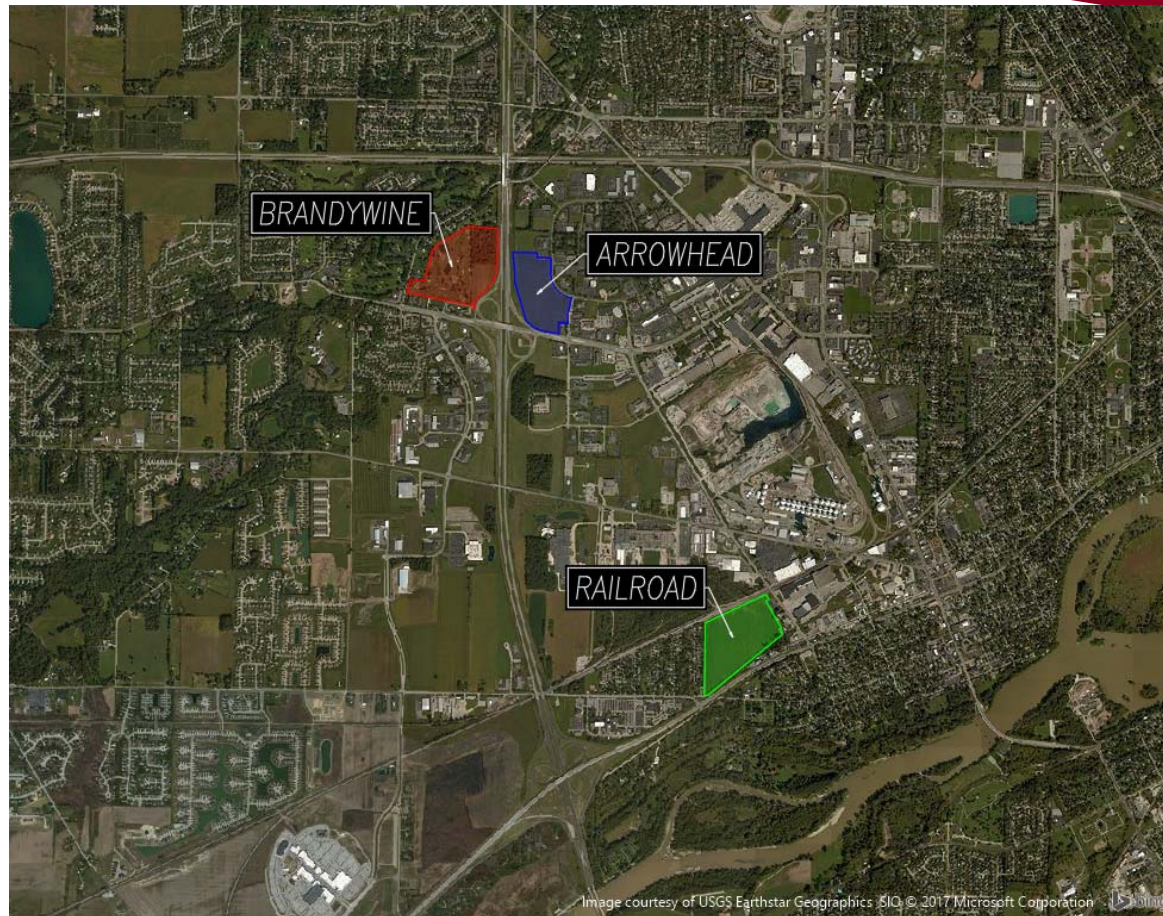 BRANDYWINE
ARROWHEAD
RAILROAD
Image courtesy of USGS Earthstar Geographics SIO © 2017 Microsoft Corporation